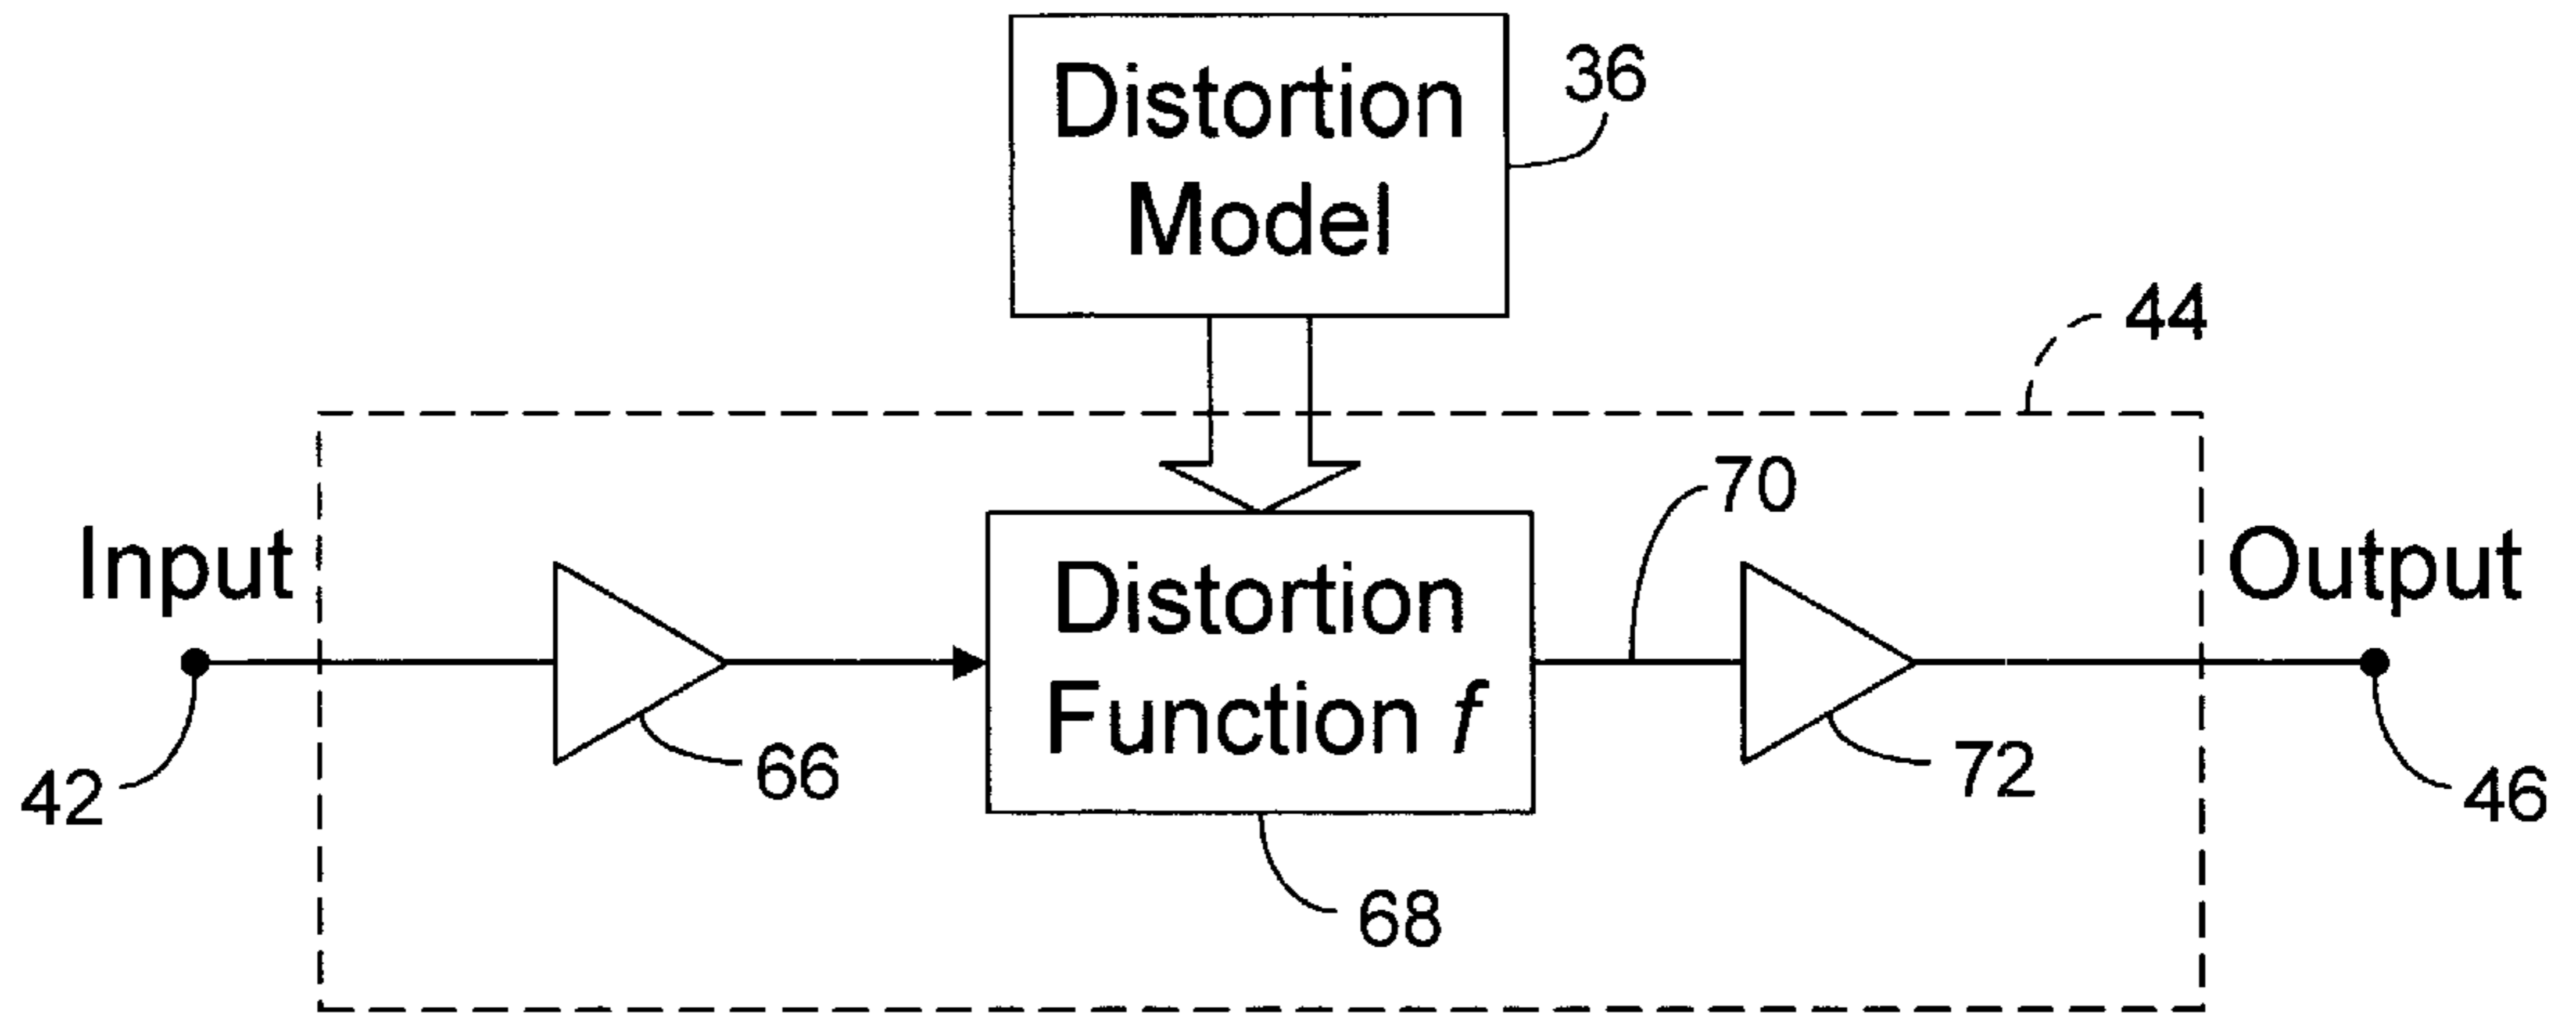 Distortion
Model
36
44
70
Input
Distortion
Function f
Output
42
66
72
46
68